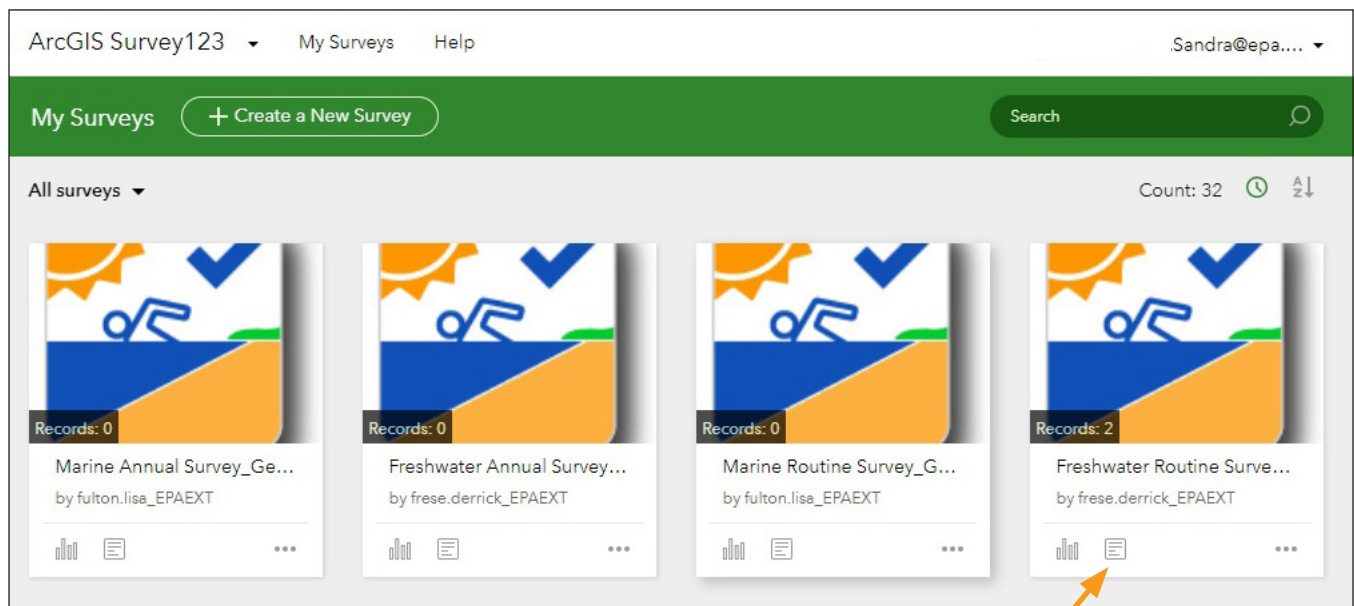 ArcGIS Survey123 My Surveys Help .Sandra@epa....
My Surveys + Create a New Survey Search
All surveys Count: 32 A Z
Records: 0 Records: 0 Records: 0 Records: 2
Marine Annual Survey_Ge... Freshwater Annual Survey... Marine Routine Survey_G... Freshwater Routine Surve...
by fulton.lisa_EPAEXT by frese.derrick_EPAEXT by fulton.lisa_EPAEXT by frese.derrick_EPAEXT